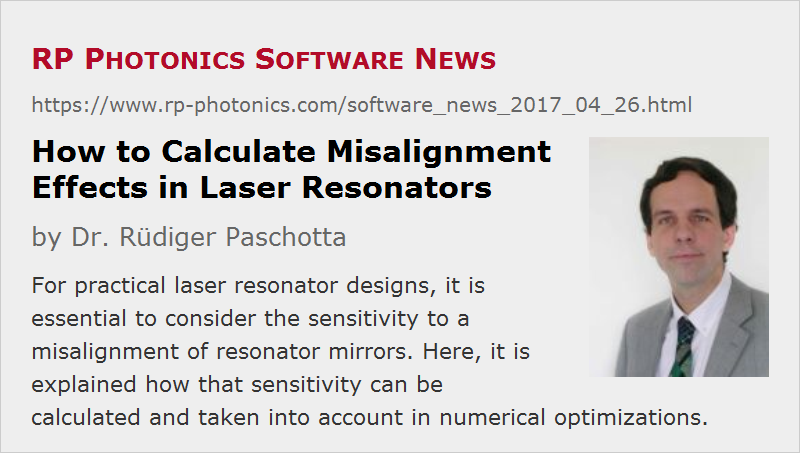 RP PHOTONICS SOFTWARE NEWS
https://www.rp-photonics.com/software_news_2017_04_26.html
How to Calculate Misalignment
Effects in Laser Resonators
by Dr. Rüdiger Paschotta
For practical laser resonator designs, it is
essential to consider the sensitivity to a
misalignment of resonator mirrors. Here, it is
explained how that sensitivity can be
calculated and taken into account in numerical optimizations.